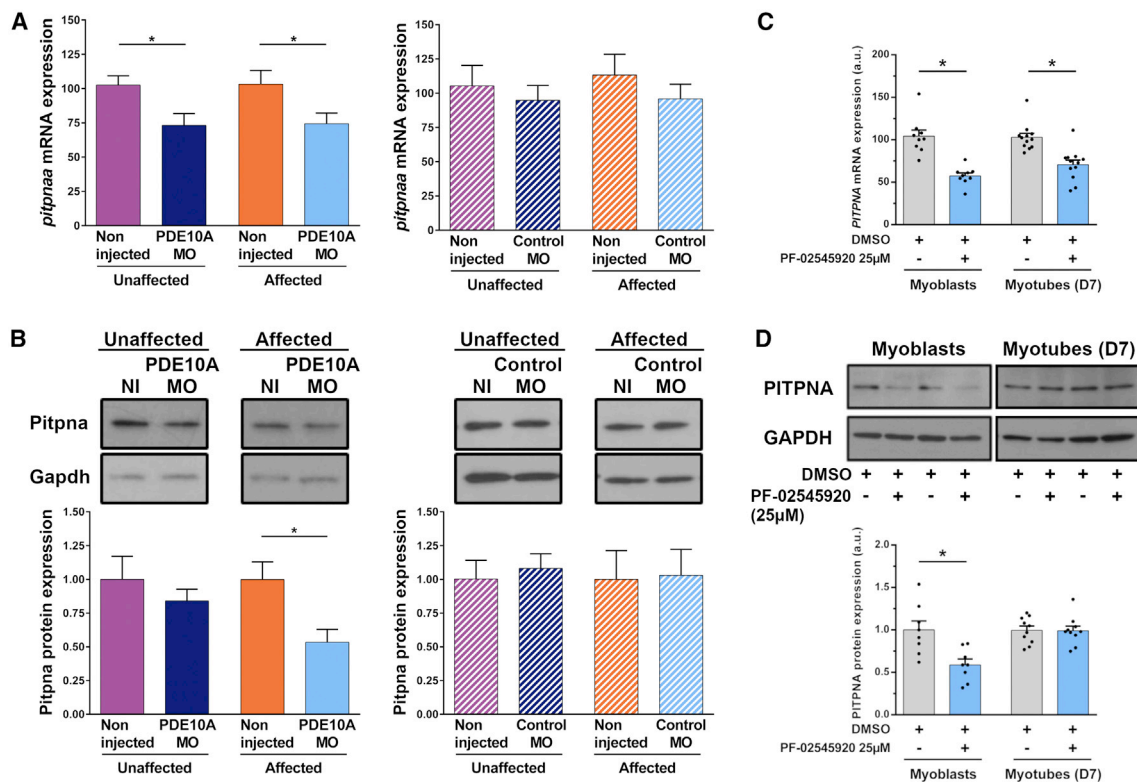 A
pitpnaa mRNA expression
150
125
100
75
50
25
0
*
*
Non injected
PDE10A MO
Non injected
PDE10A MO
Unaffected
Affected
pitpnaa mRNA expression
150
125
100
75
50
25
0
Non injected
Control MO
Non injected
Control MO
Unaffected
Affected
C
PITPNA mRNA expression (a.u.)
200
150
100
50
0
*
*
DMSO + + + +
PF-02545920 25µM - + - +
Myoblasts
Myotubes (D7)
B
Unaffected
Affected
PDE10A
PDE10A
NI MO NI MO
Pitpna
Gapdh
Pitpna protein expression
1.50
1.25
1.00
0.75
0.50
0.25
0.00
*
Non injected
PDE10A MO
Non injected
PDE10A MO
Unaffected
Affected
Unaffected
Affected
Control
Control
NI MO NI MO
Pitpna protein expression
1.50
1.25
1.00
0.75
0.50
0.25
0.00
Non injected
Control MO
Non injected
Control MO
Unaffected
Affected
D
Myoblasts
Myotubes (D7)
PITPNA
GAPDH
DMSO + + + + + + + +
PF-02545920 - + - + - + - +
(25µM)
PITPNA protein expression (a.u.)
2.0
1.5
1.0
0.5
0.0
*
DMSO + + + +
PF-02545920 25µM - + - +
Myoblasts
Myotubes (D7)